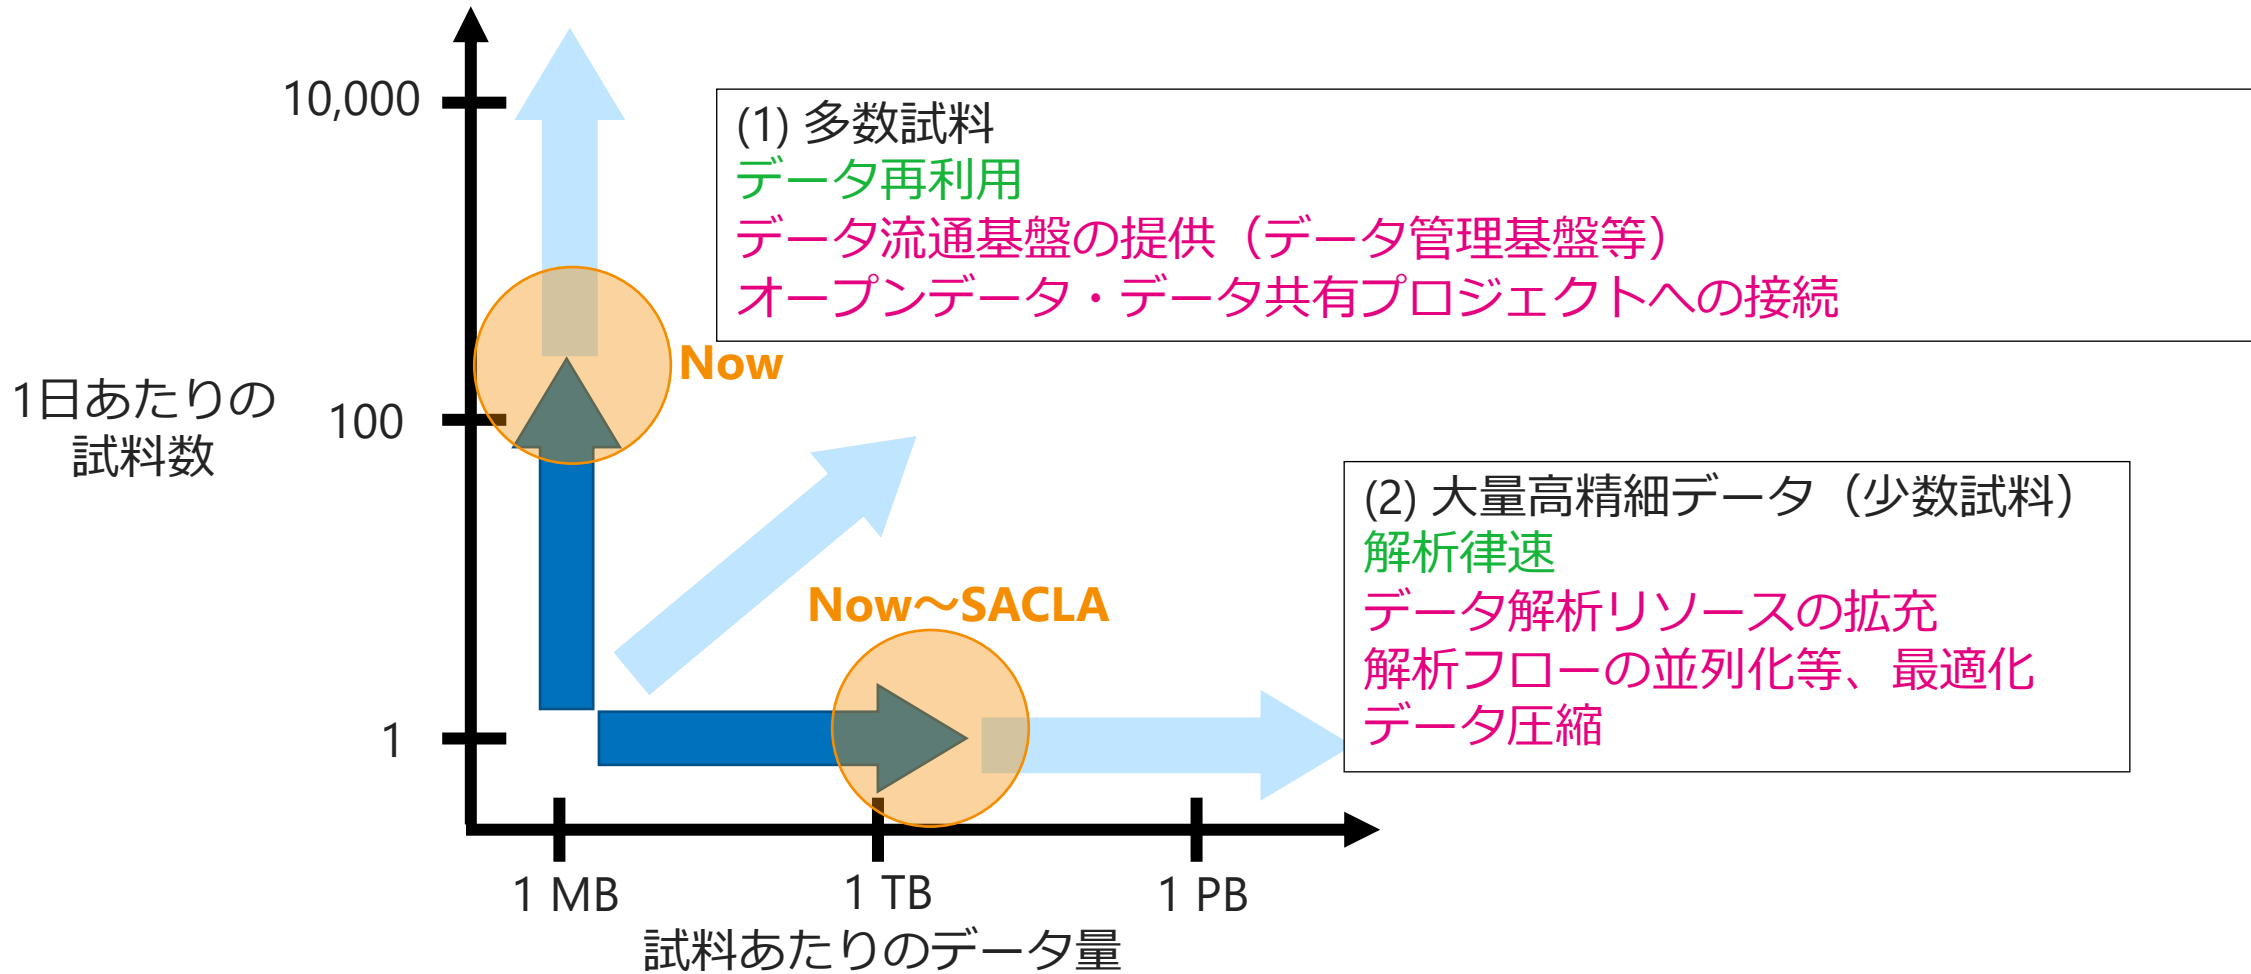 10,000
(1) 多数試料
データ再利用
データ流通基盤の提供（データ管理基盤等）
オープンデータ・データ共有プロジェクトへの接続
Now
1日あたりの
試料数
100
(2) 大量高精細データ（少数試料）
解析律速
データ解析リソースの拡充
解析フローの並列化等、最適化
データ圧縮
Now～SACLA
1
1 MB
1 TB
1 PB
試料あたりのデータ量